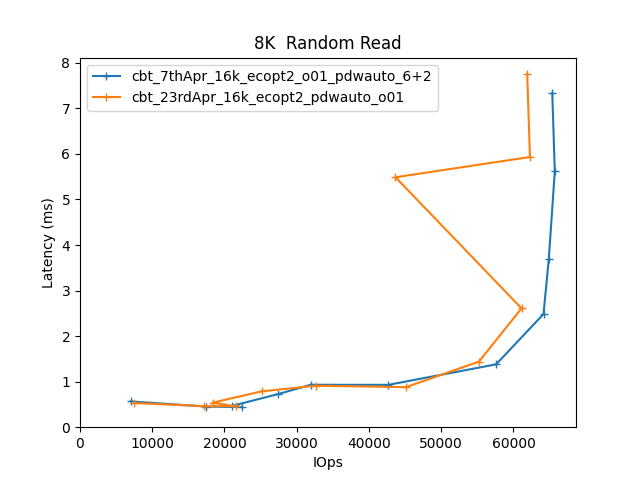 8K  Random Read
cbt_7thApr_16k_ecopt2_o01_pdwauto_6+2
cbt_23rdApr_16k_ecopt2_pdwauto_o01
8
7
6
5
4
3
2
1
0
Latency (ms)
0 10000 20000 30000 40000 50000 60000
IOps